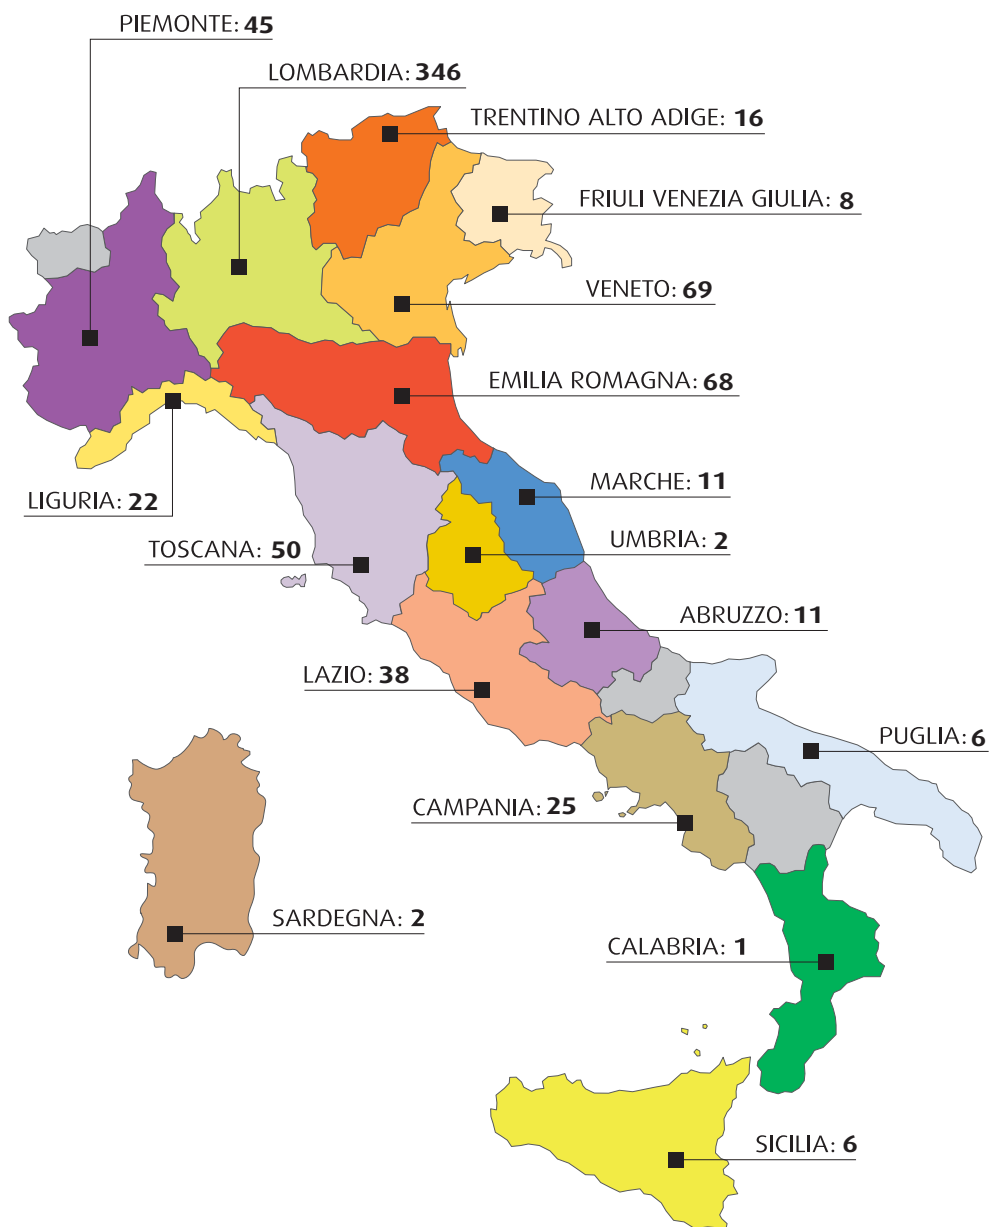 PIEMONTE: 45
LOMBARDIA: 346
TRENTINO ALTO ADIGE: 16
FRIULI VENEZIA GIULIA: 8
VENETO: 69
EMILIA ROMAGNA: 68
MARCHE: 11
LIGURIA: 22
UMBRIA: 2
TOSCANA: 50
ABRUZZO: 11
LAZIO: 38
PUGLIA: 6
CAMPANIA: 25
SARDEGNA: 2
CALABRIA: 1
SICILIA: 6